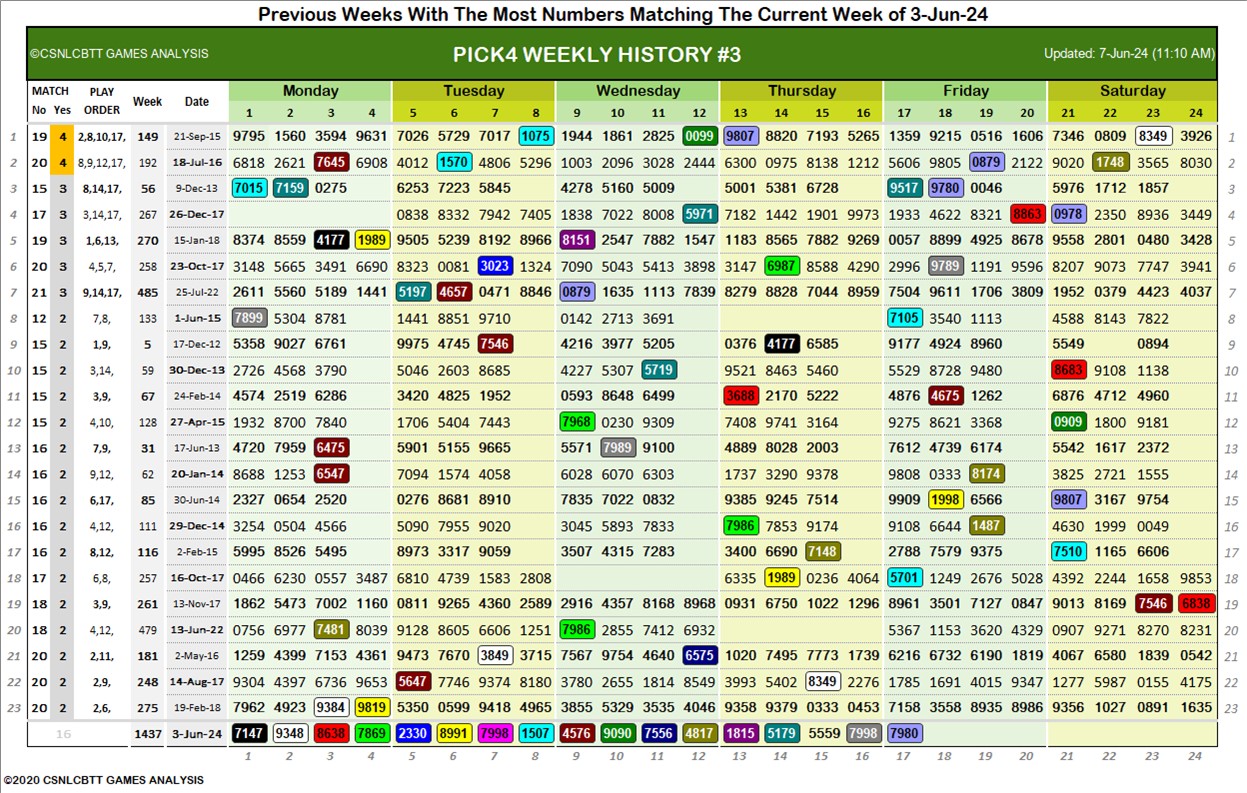 Previous Weeks With The Most Numbers Matching The Current Week of 3-Jun-24
©CSNLCBTT GAMES ANALYSIS PICK4 WEEKLY HISTORY #3 Updated: 7-Jun-24 (11:10 AM)
MATCH PLAY Week Date Monday Tuesday Wednesday Thursday Friday Saturday
No Yes ORDER 1 2 3 4 5 6 7 8 9 10 11 12 13 14 15 16 17 18 19 20 21 22 23 24
1 19 4 2,8,10,17, 149 21-Sep-15 9795 1560 3594 9631 7026 5729 7017 1075 1944 1861 2825 0099 9807 8820 7193 5265 1359 9215 0516 1606 7346 0809 8349 3926 1
2 20 4 8,9,12,17, 192 18-Jul-16 6818 2621 7645 6908 4012 1570 4806 5296 1003 2096 3028 2444 6300 0975 8138 1212 5606 9805 0879 2122 9020 1748 3565 8030 2
3 15 3 8,14,17, 56 9-Dec-13 7015 7159 0275 6253 7223 5845 4278 5160 5009 5001 5381 6728 9517 9780 0046 5976 1712 1857 3
4 17 3 3,14,17, 267 26-Dec-17 0838 8332 7942 7405 1838 7022 8008 5971 7182 1442 1901 9973 1933 4622 8321 8863 0978 2350 8936 3449 4
5 19 3 1,6,13, 270 15-Jan-18 8374 8559 4177 1989 9505 5239 8192 8966 8151 2547 7882 1547 1183 8565 7882 9269 0057 8899 4925 8678 9558 2801 0480 3428 5
6 20 3 4,5,7, 258 23-Oct-17 3148 5665 3491 6690 8323 0081 3023 1324 7090 5043 5413 3898 3147 6987 8588 4290 2996 9789 1191 9596 8207 9073 7747 3941 6
7 21 3 9,14,17, 485 25-Jul-22 2611 5560 5189 1441 5197 4657 0471 8846 0879 1635 1113 7839 8279 8828 7044 8959 7504 9611 1706 3809 1952 0379 4423 4037 7
8 12 2 7,8, 133 1-Jun-15 7899 5304 8781 1441 8851 9710 0142 2713 3691 7105 3540 1113 4588 8143 7822 8
9 15 2 1,9, 5 17-Dec-12 5358 9027 6761 9975 4745 7546 4216 3977 5205 0376 4177 6585 9177 4924 8960 5549 0894 9
10 15 2 3,14, 59 30-Dec-13 2726 4568 3790 5046 2603 8685 4227 5307 5719 9521 8463 5460 5529 8728 9480 8683 9108 1138 10
11 15 2 3,9, 67 24-Feb-14 4574 2519 6286 3420 4825 1952 0593 8648 6499 3688 2170 5222 4876 4675 1262 6876 4712 4960 11
12 15 2 4,10, 128 27-Apr-15 1932 8700 7840 1706 5404 7443 7968 0230 9309 7408 9741 3164 9275 8621 3368 0909 1800 9181 12
13 16 2 7,9, 31 17-Jun-13 4720 7959 6475 5901 5155 9665 5571 7989 9100 4889 8028 2003 7612 4739 6174 5542 1617 2372 13
14 16 2 9,12, 62 20-Jan-14 8688 1253 6547 7094 1574 4058 6028 6070 6303 1737 3290 9378 9808 0333 8174 3825 2721 1555 14
15 16 2 6,17, 85 30-Jun-14 2327 0654 2520 0276 8681 8910 7835 7022 0832 9385 9245 7514 9909 1998 6566 9807 3167 9754 15
16 16 2 4,12, 111 29-Dec-14 3254 0504 4566 5090 7955 9020 3045 5893 7833 7986 7853 9174 9108 6644 1487 4630 1999 0049 16
17 16 2 8,12, 116 2-Feb-15 5995 8526 5495 8973 3317 9059 3507 4315 7283 3400 6690 7148 2788 7579 9375 7510 1165 6606 17
18 17 2 6,8, 257 16-Oct-17 0466 6230 0557 3487 6810 4739 1583 2808 6335 1989 0236 4064 5701 1249 2676 5028 4392 2244 1658 9853 18
19 18 2 3,9, 261 13-Nov-17 1862 5473 7002 1160 0811 9265 4360 2589 2916 4357 8168 8968 0931 6750 1022 1296 8961 3501 7127 0847 9013 8169 7546 6838 19
20 18 2 4,12, 479 13-Jun-22 0756 6977 7481 8039 9128 8605 6606 1251 7986 2855 7412 6932 5367 1153 3620 4329 0907 9271 8270 8231 20
21 20 2 2,11, 181 2-May-16 1259 4399 7153 4361 9473 7670 3849 3715 7567 9754 4640 6575 1020 7495 7773 1739 6216 6732 6190 1819 4067 6580 1839 0542 21
22 20 2 2,9, 248 14-Aug-17 9304 4397 6736 9653 5647 7746 9374 8180 3780 2655 1814 8549 3993 5402 8349 2276 1785 1691 4015 9347 1277 5987 0155 4175 22
23 20 2 2,6, 275 19-Feb-18 7962 4923 9384 9819 5350 0599 9418 4965 3855 5329 3535 4046 9358 9379 0333 0453 7158 3558 8935 8986 9356 1027 0891 1635 23
16 1437 3-Jun-24 7147 9348 8638 7869 2330 8991 7998 1507 4576 9090 7556 4817 1815 5179 5559 7998 7980
1 2 3 4 5 6 7 8 9 10 11 12 13 14 15 16 17 18 19 20 21 22 23 24
©2020 CSNLCBTT GAMES ANALYSIS